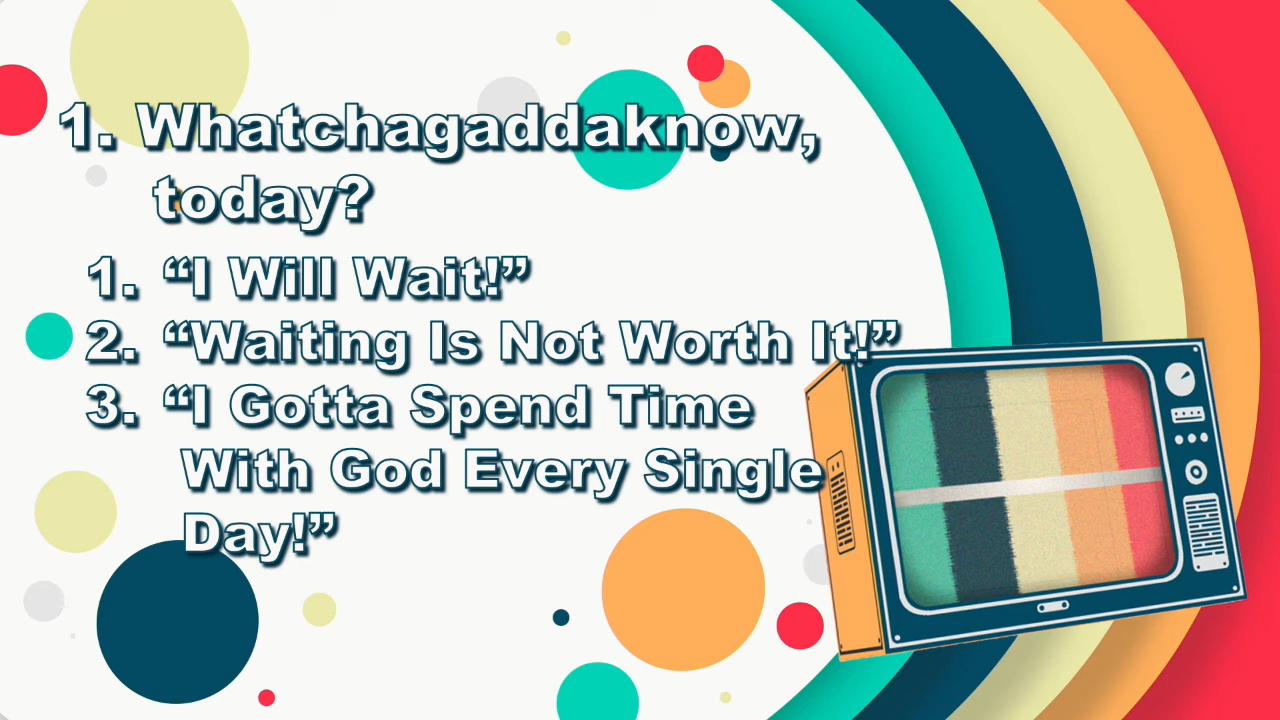 1. Whatchagaddaknow,
today?
1. “I Will Wait!”
2. “Waiting Is Not Worth It!”
3. “I Gotta Spend Time
With God Every Single
Day!”